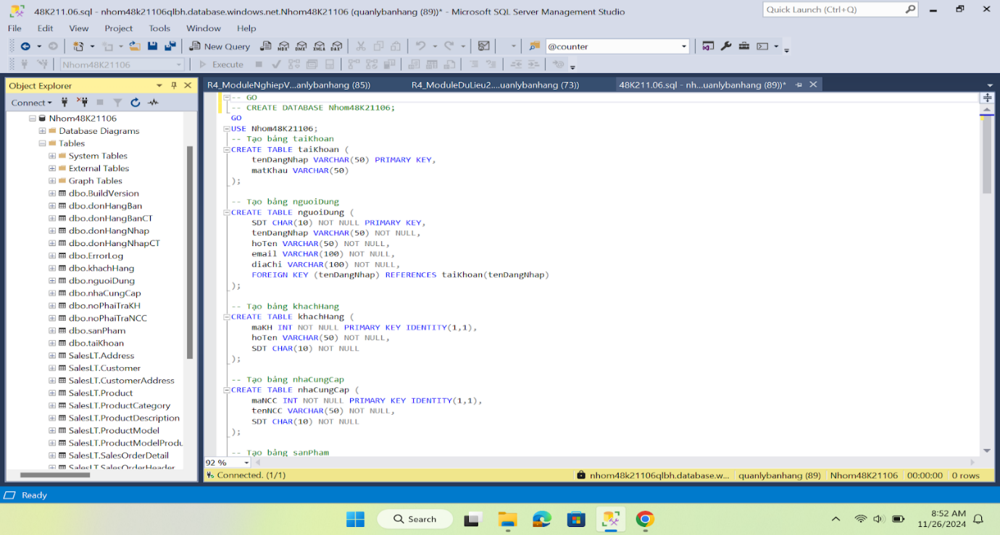 48K211.06.sql - nhom48k21106qlbh.database.windows.net.Nhom48K21106 (quanlybanhang (89))* - Microsoft SQL Server Management Studio
Quick Launch (Ctrl+Q)
File Edit View Project Tools Window Help
New Query
MDX
DMX
XMLA
DAX
@counter
Nhom48K21106
Execute
Object Explorer
Connect
Nhom48K21106
Database Diagrams
Tables
System Tables
External Tables
Graph Tables
dbo.BuildVersion
dbo.donHangBan
dbo.donHangBanCT
dbo.donHangNhap
dbo.donHangNhapCT
dbo.ErrorLog
dbo.khachHang
dbo.nguoiDung
dbo.nhaCungCap
dbo.noPhaiTraKH
dbo.noPhaiTraNCC
dbo.sanPham
dbo.taiKhoan
SalesLT.Address
SalesLT.Customer
SalesLT.CustomerAddress
SalesLT.Product
SalesLT.ProductCategory
SalesLT.ProductDescription
SalesLT.ProductModel
SalesLT.ProductModelProdu
SalesLT.SalesOrderDetail
SalesLT.SalesOrderHeader
R4_ModuleNghiepV...anlybanhang (85))
R4_ModuleDuLieu2....uanlybanhang (73))
48K211.06.sql - nh...uanlybanhang (89))*
-- GO
-- CREATE DATABASE Nhom48K21106;
GO
USE Nhom48K21106;
-- Tạo bảng taiKhoan
CREATE TABLE taiKhoan (
tenDangNhap VARCHAR(50) PRIMARY KEY,
matKhau VARCHAR(50)
);
-- Tạo bảng nguoiDung
CREATE TABLE nguoiDung (
SDT CHAR(10) NOT NULL PRIMARY KEY,
tenDangNhap VARCHAR(50) NOT NULL,
hoTen VARCHAR(50) NOT NULL,
email VARCHAR(100) NOT NULL,
diaChi VARCHAR(100) NOT NULL,
FOREIGN KEY (tenDangNhap) REFERENCES taiKhoan(tenDangNhap)
);
-- Tạo bảng khachHang
CREATE TABLE khachHang (
maKH INT NOT NULL PRIMARY KEY IDENTITY(1,1),
hoTen VARCHAR(50) NOT NULL,
SDT CHAR(10) NOT NULL
);
-- Tạo bảng nhaCungCap
CREATE TABLE nhaCungCap (
maNCC INT NOT NULL PRIMARY KEY IDENTITY(1,1),
tenNCC VARCHAR(50) NOT NULL,
SDT CHAR(10) NOT NULL
);
-- Tạo bảng sanPham
92 %
Connected. (1/1)
nhom48k21106qlbh.database.w... quanlybanhang (89) Nhom48K21106 00:00:00 0 rows
Ready
Search
8:52 AM
11/26/2024